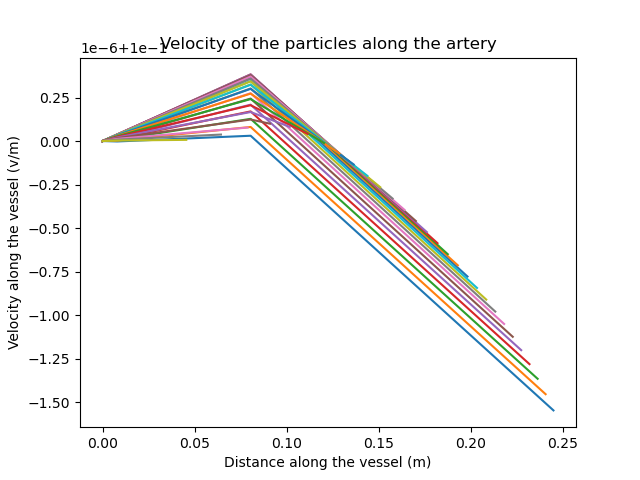 Velocity of the particles along the artery
1e−6+1e−1
0.25
0.00
−0.25
−0.50
−0.75
−1.00
−1.25
−1.50
Velocity along the vessel (v/m)
0.00 0.05 0.10 0.15 0.20 0.25
Distance along the vessel (m)